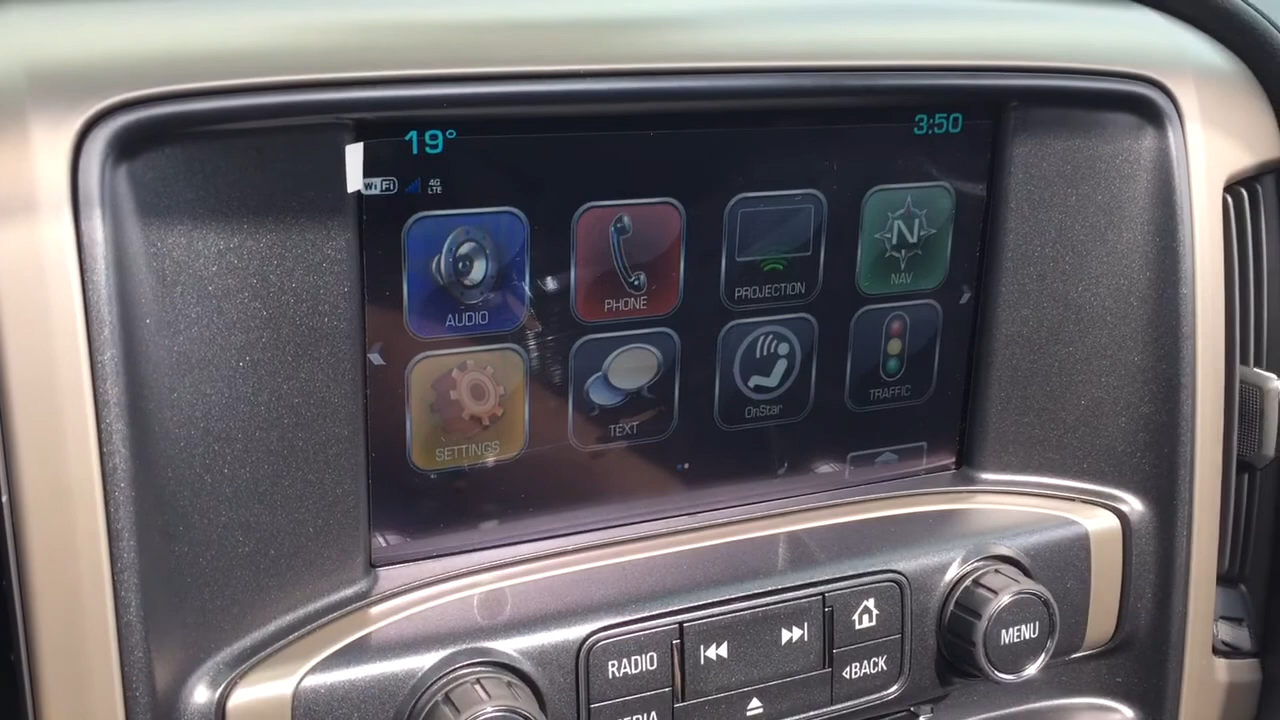 19°
3:50
WiFi
4G
LTE
AUDIO
PHONE
PROJECTION
N
NAV
SETTINGS
TEXT
OnStar
TRAFFIC
RADIO
BACK
MENU